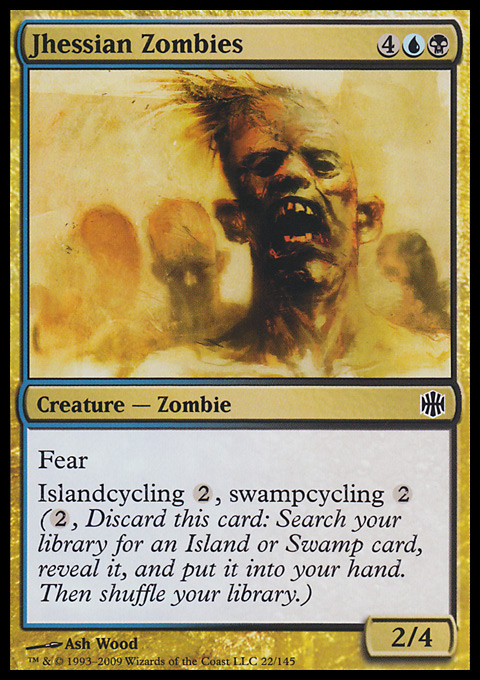 Jhessian Zombies 4
Creature — Zombie
Fear
Islandcycling 2, swampcycling 2
(2, Discard this card: Search your
library for an Island or Swamp card,
reveal it, and put it into your hand.
Then shuffle your library.)
2/4
Ash Wood
™ & © 1993–2009 Wizards of the Coast LLC 22/145